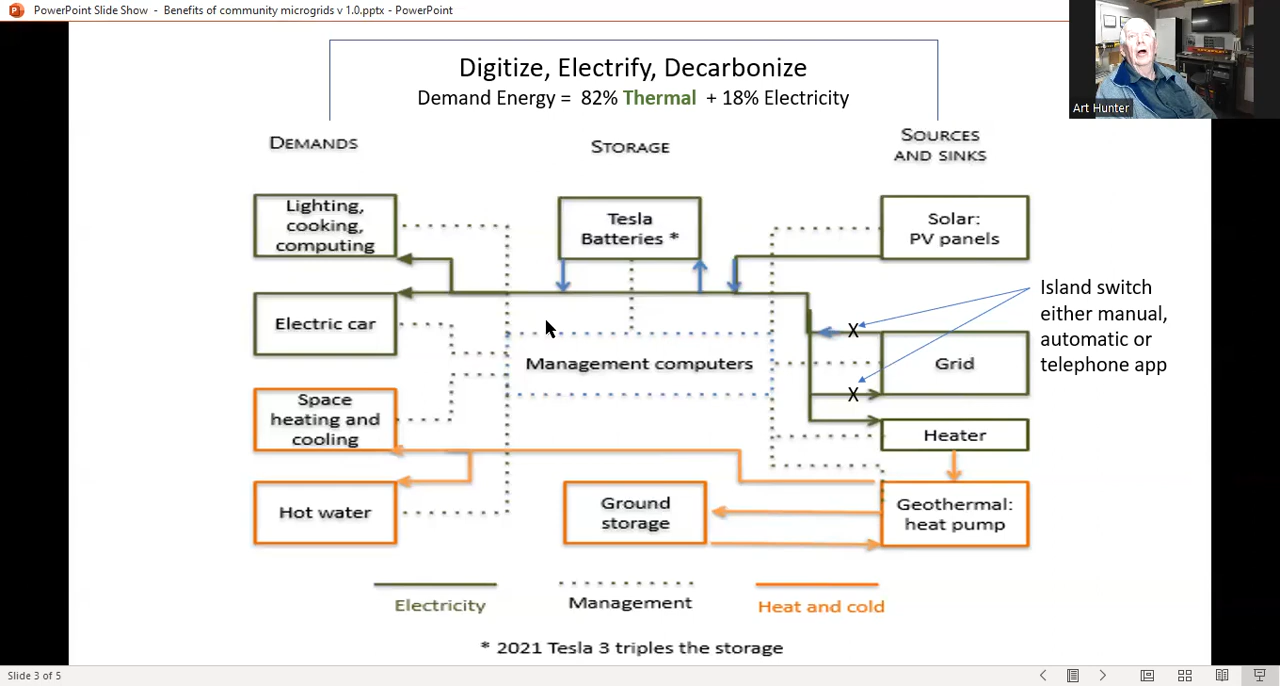 PowerPoint Slide Show - Benefits of community microgrids v 1.0.pptx - PowerPoint
Art Hunter
Digitize, Electrify, Decarbonize
Demand Energy = 82% Thermal + 18% Electricity
DEMANDS
STORAGE
SOURCES
AND SINKS
Lighting,
cooking,
computing
Tesla
Batteries *
Solar:
PV panels
Electric car
Management computers
X
X
Grid
Island switch
either manual,
automatic or
telephone app
Space
heating and
cooling
Heater
Hot water
Ground
storage
Geothermal:
heat pump
Electricity
Management
Heat and cold
* 2021 Tesla 3 triples the storage
Slide 3 of 5